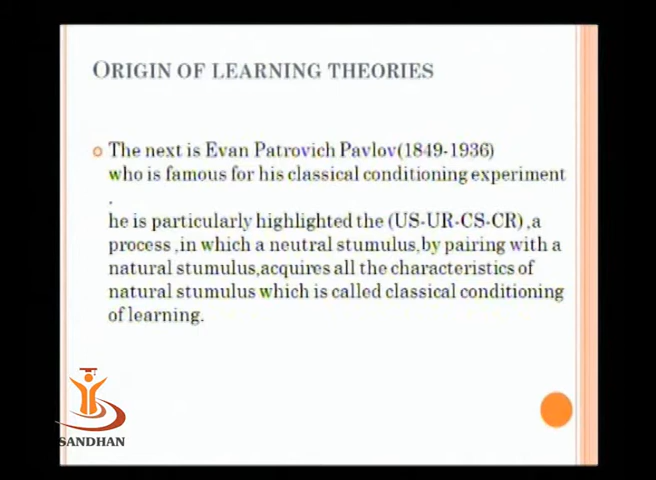 ORIGIN OF LEARNING THEORIES
The next is Evan Patrovich Pavlov(1849-1936)
who is famous for his classical conditioning experiment
.
he is particularly highlighted the (US-UR-CS-CR) ,a
process ,in which a neutral stumulus,by pairing with a
natural stumulus,acquires all the characteristics of
natural stumulus which is called classical conditioning
of learning.
SANDHAN